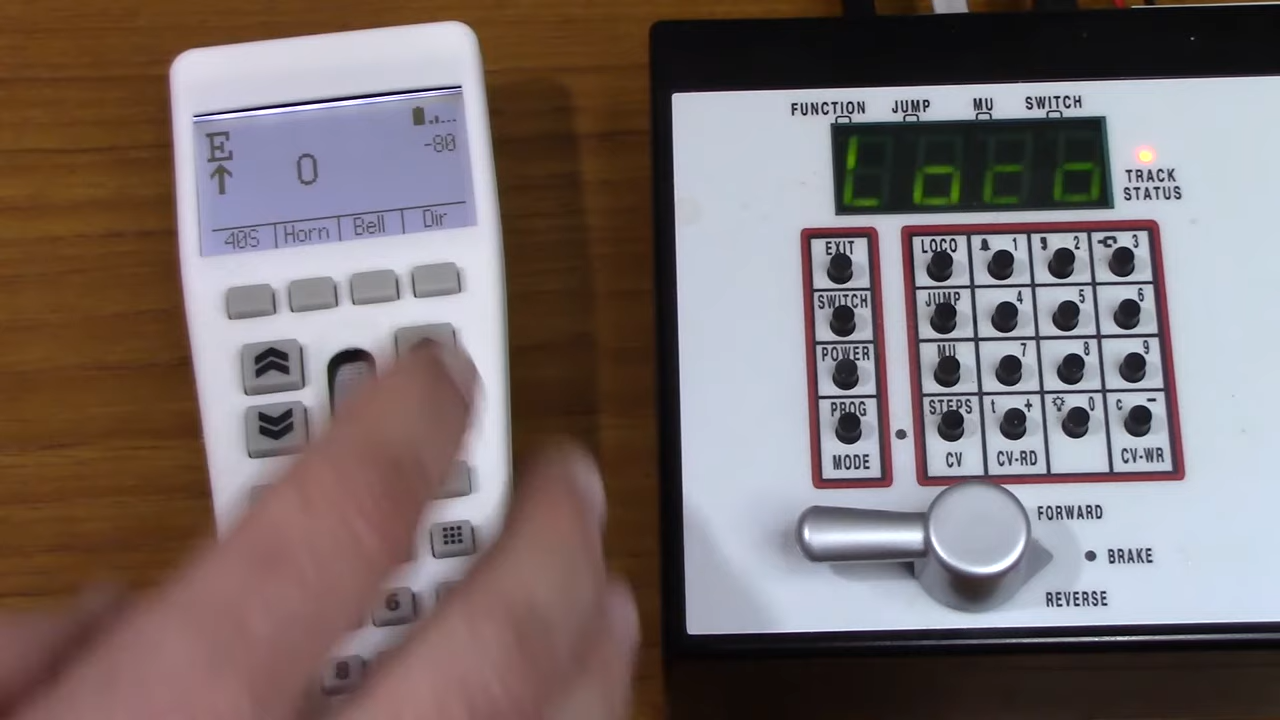 E
0
-80
40S Horn Bell Dir
6
8
FUNCTION JUMP MU SWITCH
Loco
TRACK
STATUS
EXIT LOCO 1 2 3
SWITCH JUMP 4 5 6
POWER MU 7 8 9
PROG STEPS t + 0 c -
MODE CV CV-RD CV-WR
FORWARD
BRAKE
REVERSE